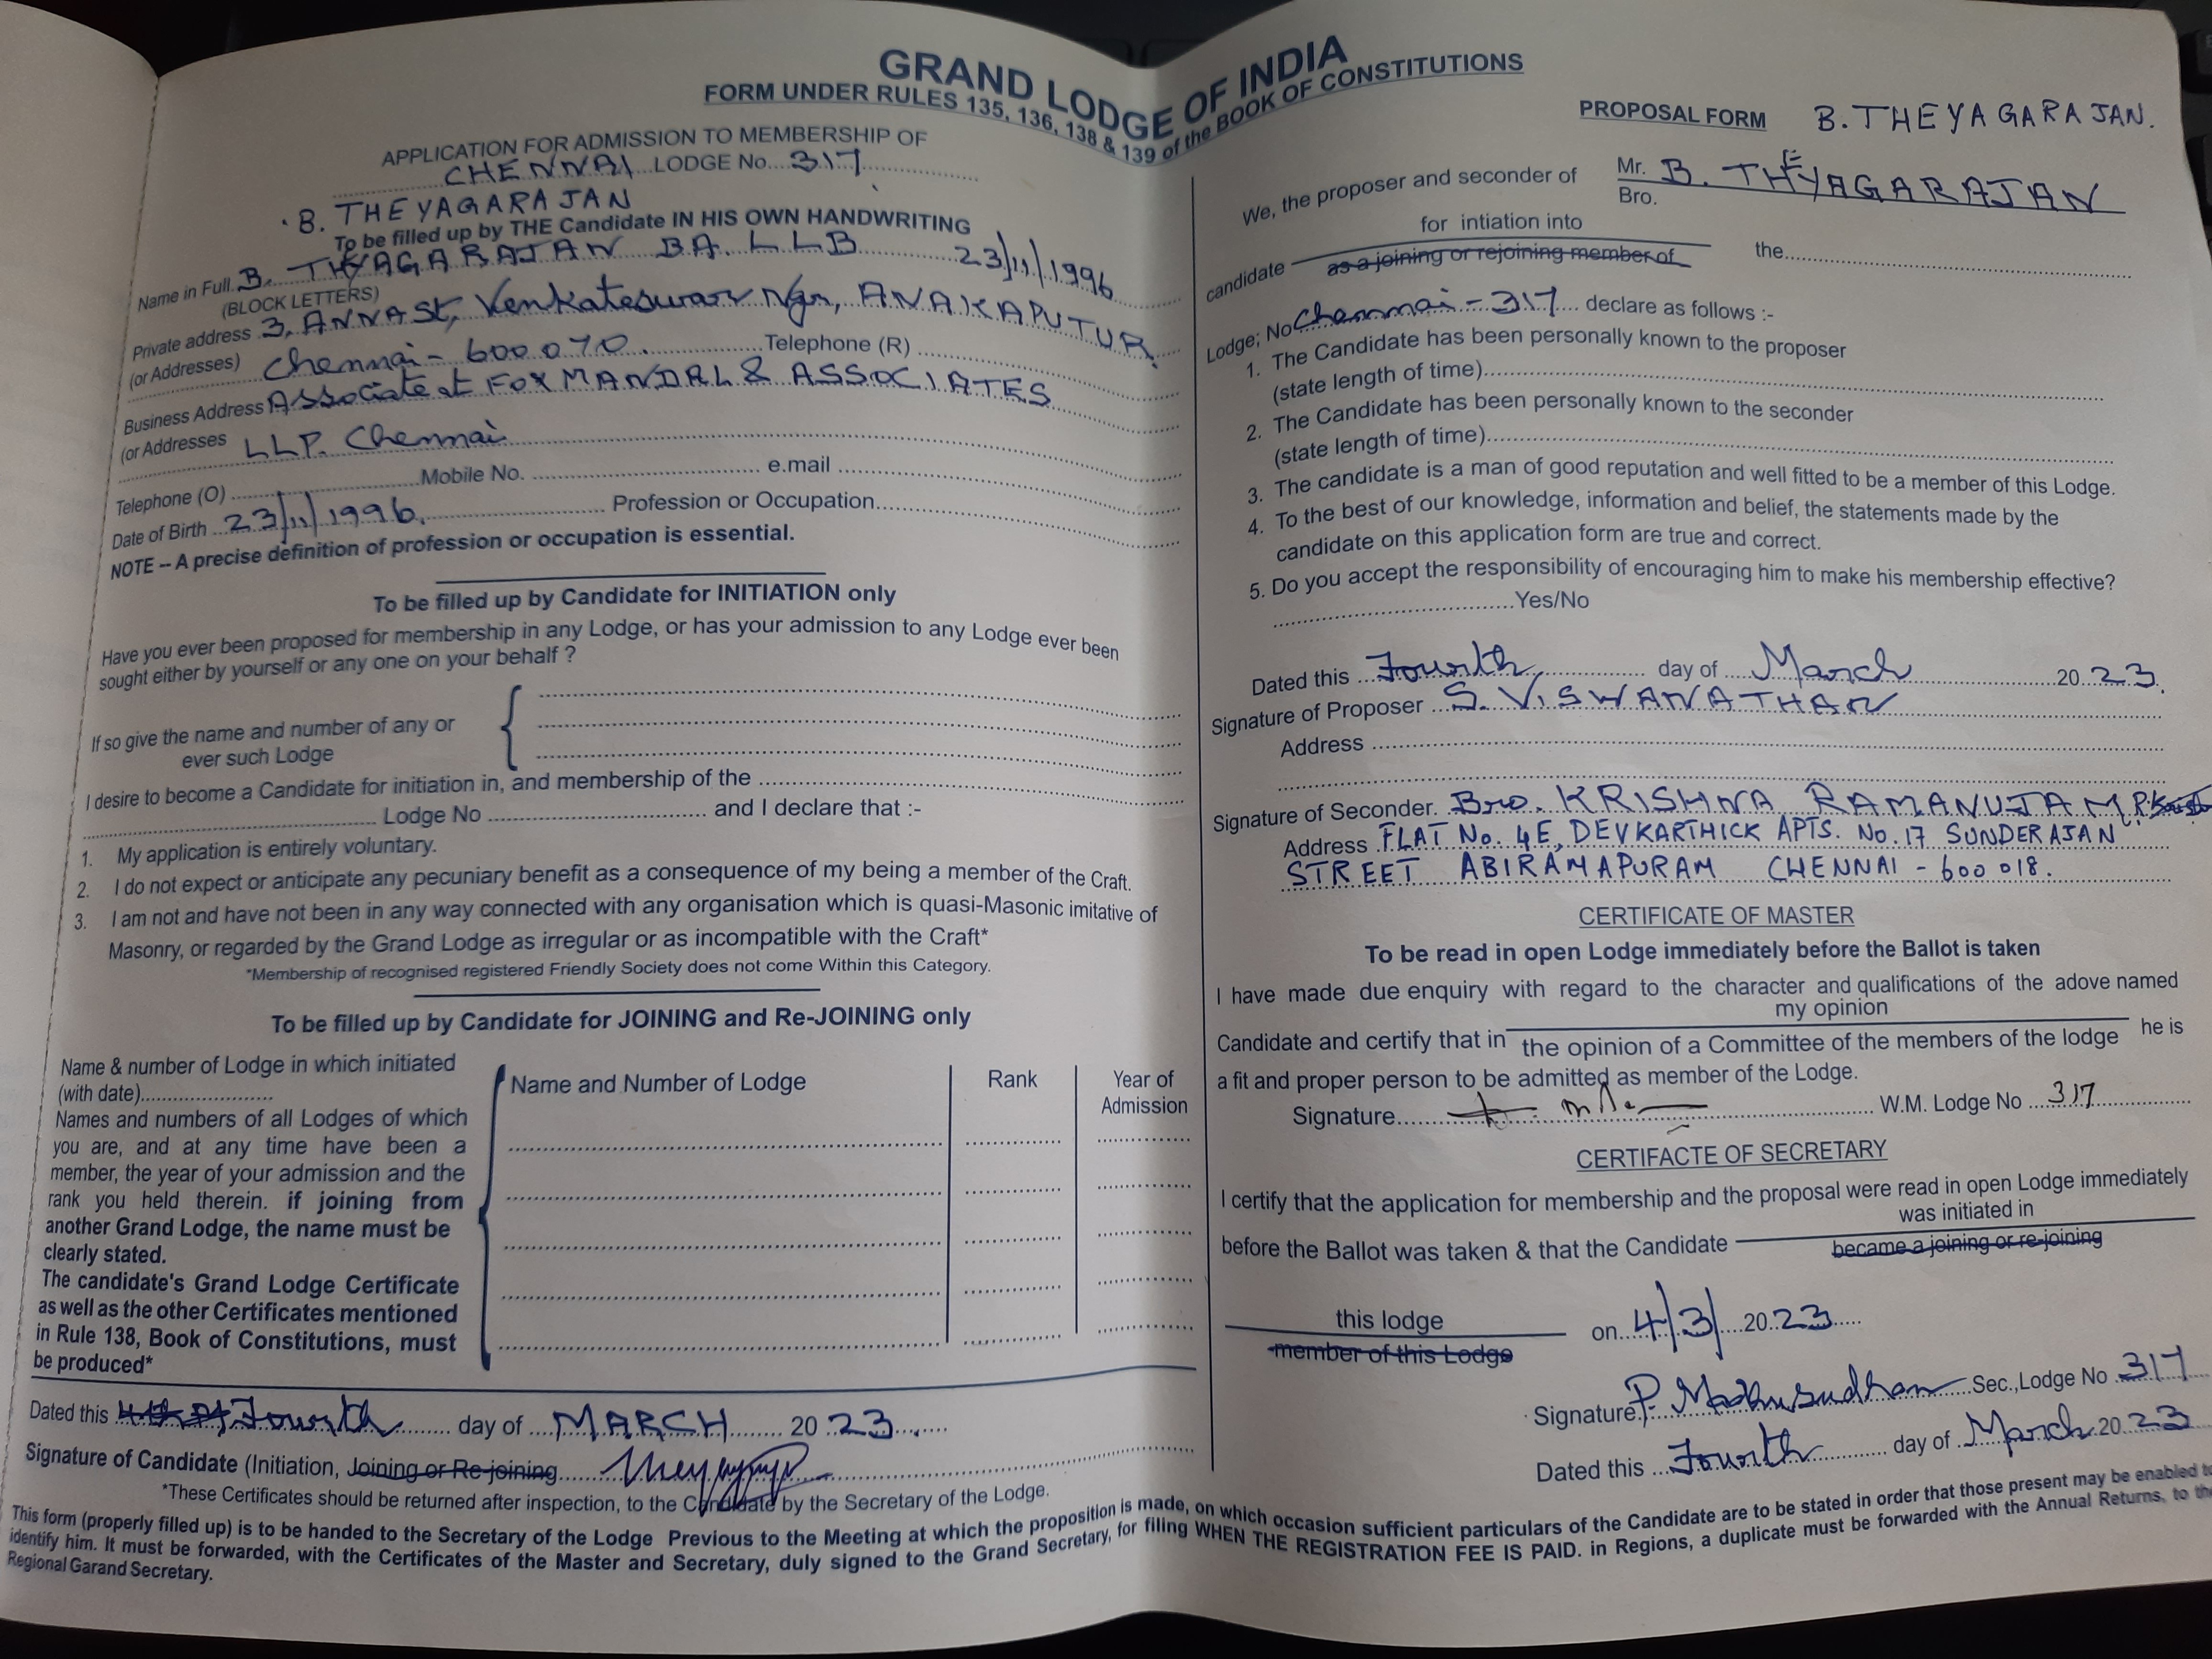 GRAND LODGE OF INDIA
FORM UNDER RULES 135, 136, 138 & 139 of the BOOK OF CONSTITUTIONS
APPLICATION FOR ADMISSION TO MEMBERSHIP OF
CHENNAI LODGE No. 317
B. THEYAGARAJAN
To be filled up by THE Candidate IN HIS OWN HANDWRITING
Name in Full B. THYAGARAJAN BA. LLB 23/11/1996
(BLOCK LETTERS)
Private address 3, ANNA St, Venkateswar Ngr, ANAKAPUTUR
(or Addresses) Chennai - 600070. Telephone (R)
Business Address Associate at FOX MANDAL & ASSOCIATES
(or Addresses LLP. Chennai
Telephone (O) Mobile No. e.mail
Date of Birth 23/11/1996. Profession or Occupation
NOTE – A precise definition of profession or occupation is essential.
To be filled up by Candidate for INITIATION only
Have you ever been proposed for membership in any Lodge, or has your admission to any Lodge ever been
sought either by yourself or any one on your behalf ?
If so give the name and number of any or
ever such Lodge
I desire to become a Candidate for initiation in, and membership of the
Lodge No and I declare that :-
1. My application is entirely voluntary.
2. I do not expect or anticipate any pecuniary benefit as a consequence of my being a member of the Craft.
3. I am not and have not been in any way connected with any organisation which is quasi-Masonic imitative of
Masonry, or regarded by the Grand Lodge as irregular or as incompatible with the Craft*
*Membership of recognised registered Friendly Society does not come Within this Category.
To be filled up by Candidate for JOINING and Re-JOINING only
Name & number of Lodge in which initiated
(with date)
Names and numbers of all Lodges of which
you are, and at any time have been a
member, the year of your admission and the
rank you held therein. if joining from
another Grand Lodge, the name must be
clearly stated.
The candidate's Grand Lodge Certificate
as well as the other Certificates mentioned
in Rule 138, Book of Constitutions, must
be produced*
Name and Number of Lodge Rank Year of
Admission
Dated this Fourth day of MARCH 20 23
Signature of Candidate (Initiation, Joining or Re-joining
*These Certificates should be returned after inspection, to the Candidate by the Secretary of the Lodge.
PROPOSAL FORM B. THEYAGARAJAN.
We, the proposer and seconder of Mr. B. THEYAGARAJAN
Bro.
for intiation into
candidate as a joining or rejoining member of the
Lodge; No Chennai - 317 declare as follows :-
1. The Candidate has been personally known to the proposer
(state length of time)
2. The Candidate has been personally known to the seconder
(state length of time)
3. The candidate is a man of good reputation and well fitted to be a member of this Lodge.
4. To the best of our knowledge, information and belief, the statements made by the
candidate on this application form are true and correct.
5. Do you accept the responsibility of encouraging him to make his membership effective?
Yes/No
Dated this Fourth day of March 20 23.
Signature of Proposer S. VISWANATHAN
Address
Signature of Seconder. Bro. KRISHNA RAMANUJAM
Address FLAT No. 4E, DEVKARTHICK APTS. No. 17 SUNDERAJAN
STREET ABIRAMAPURAM CHENNAI - 600 018.
CERTIFICATE OF MASTER
To be read in open Lodge immediately before the Ballot is taken
I have made due enquiry with regard to the character and qualifications of the adove named
my opinion
Candidate and certify that in the opinion of a Committee of the members of the lodge he is
a fit and proper person to be admitted as member of the Lodge.
Signature W.M. Lodge No 317
CERTIFACTE OF SECRETARY
I certify that the application for membership and the proposal were read in open Lodge immediately
was initiated in
before the Ballot was taken & that the Candidate became a joining or re-joining
this lodge on 4/3/ 20 23
member of this Lodge
Signature P. Madhusudhan Sec., Lodge No 317
Dated this Fourth day of March 20 23
This form (properly filled up) is to be handed to the Secretary of the Lodge Previous to the Meeting at which the proposition is made, on which occasion sufficient particulars of the Candidate are to be stated in order that those present may be enabled to
identify him. It must be forwarded, with the Certificates of the Master and Secretary, duly signed to the Grand Secretary, for filing WHEN THE REGISTRATION FEE IS PAID. in Regions, a duplicate must be forwarded with the Annual Returns, to the
Regional Garand Secretary.